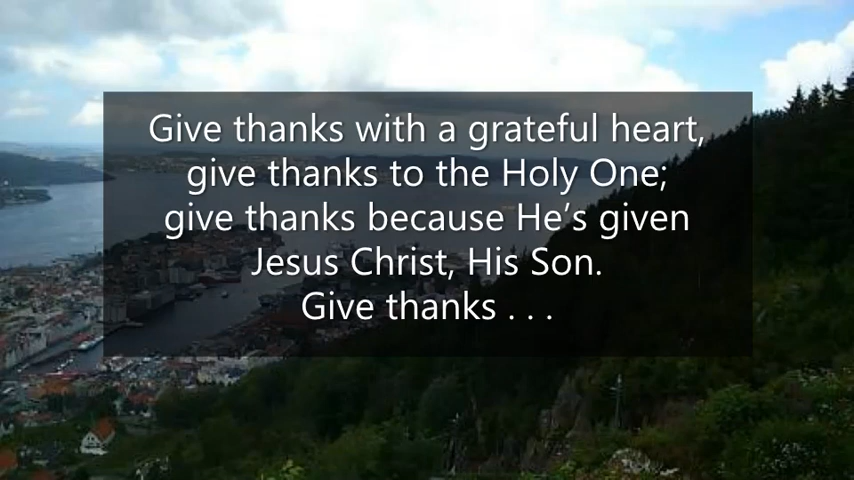 Give thanks with a grateful heart,
give thanks to the Holy One;
give thanks because He’s given
Jesus Christ, His Son.
Give thanks . . .